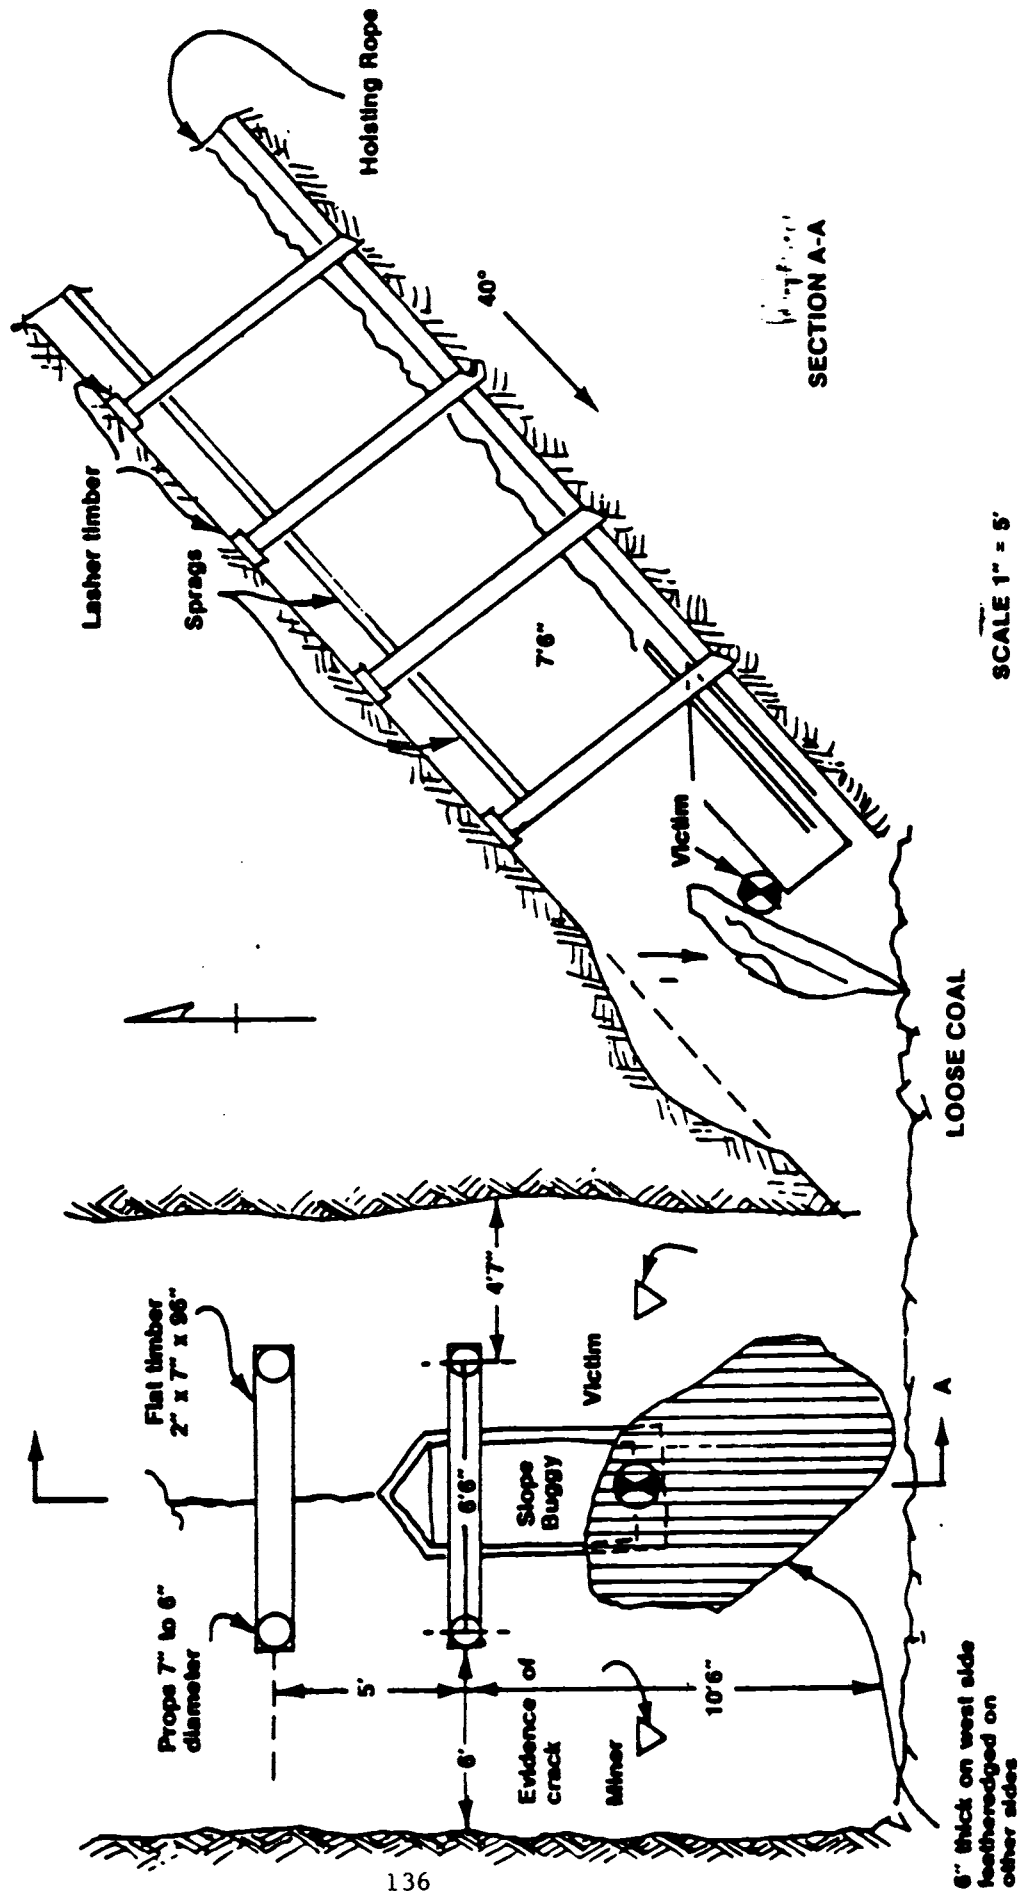 Hoisting Rope
Lasher timber
Sprags
40°
7'6"
Victim
SECTION A-A
SCALE 1" = 5'
LOOSE COAL
Flat timber
2" x 7" x 96"
Props 7" to 6"
diameter
4'7"
Victim
6'6"
Slope
Buggy
5'
6'
Evidence of
crack
Miner
10'6"
A
6" thick on west side
featheredged on
other sides
136